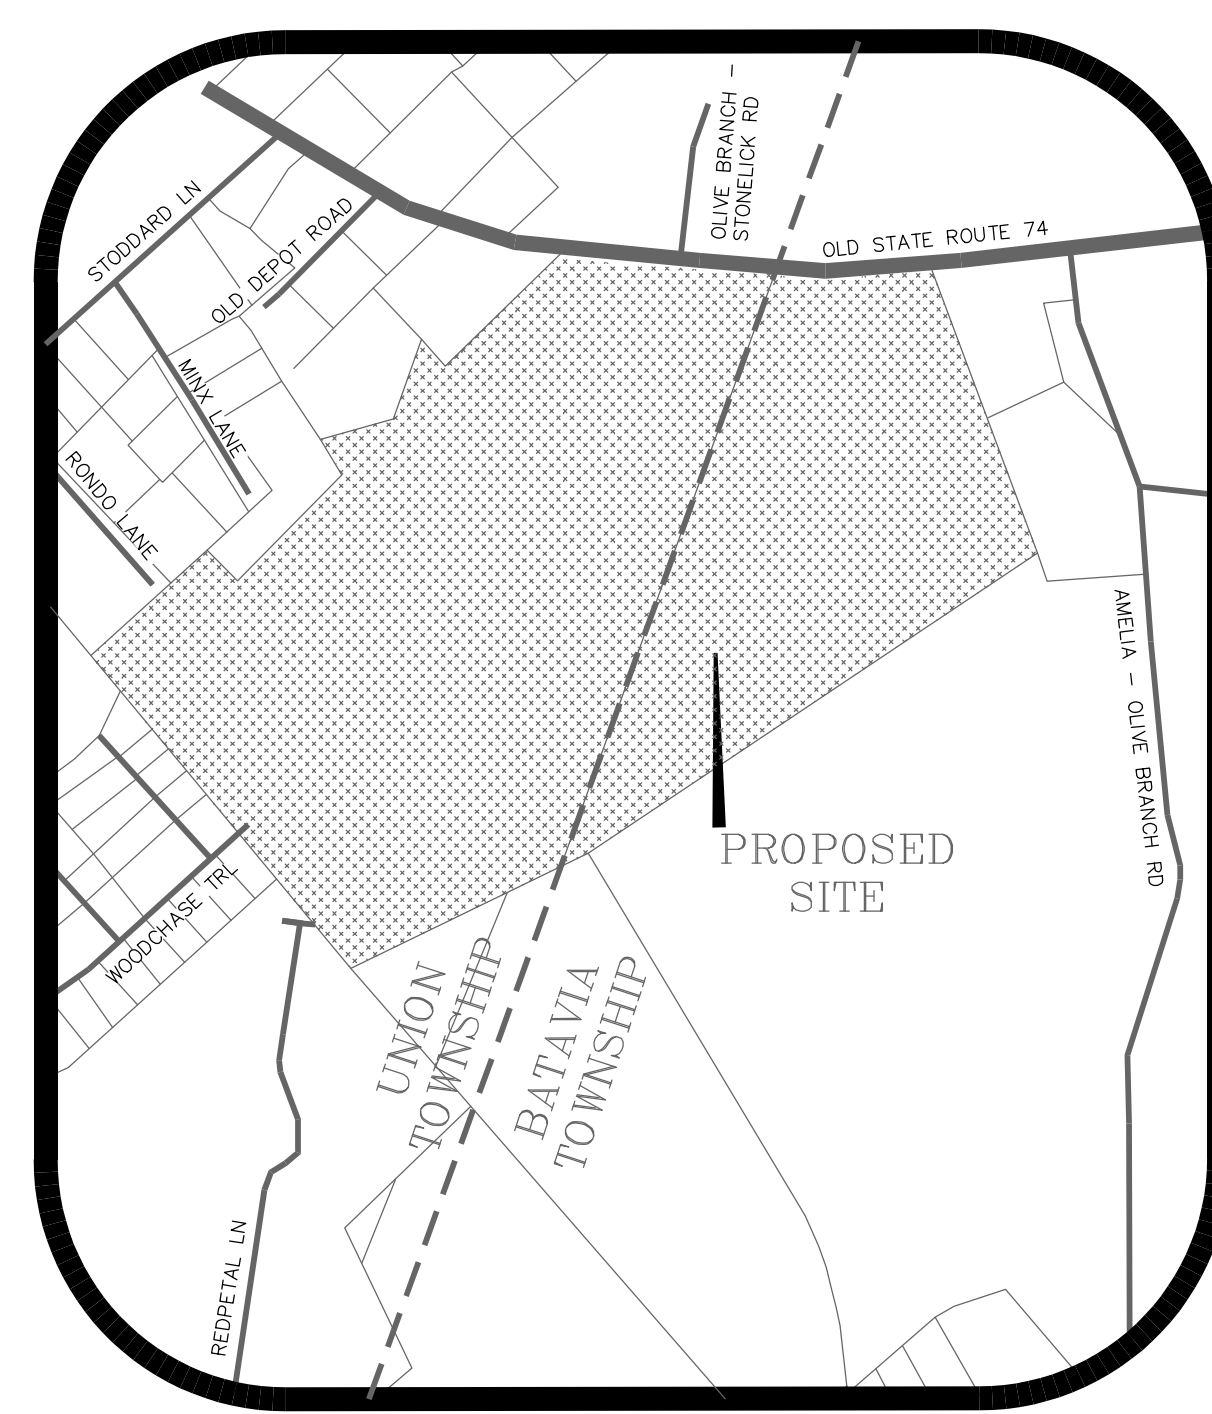 OLIVE BRANCH –
STONELICK RD
STODDARD LN
OLD DEPOT ROAD
OLD STATE ROUTE 74
MINX LANE
RONDO LANE
AMELIA – OLIVE BRANCH RD
PROPOSED
SITE
WOODCHASE TRL
UNION
TOWNSHIP
BATAVIA
TOWNSHIP
REDPETAL LN